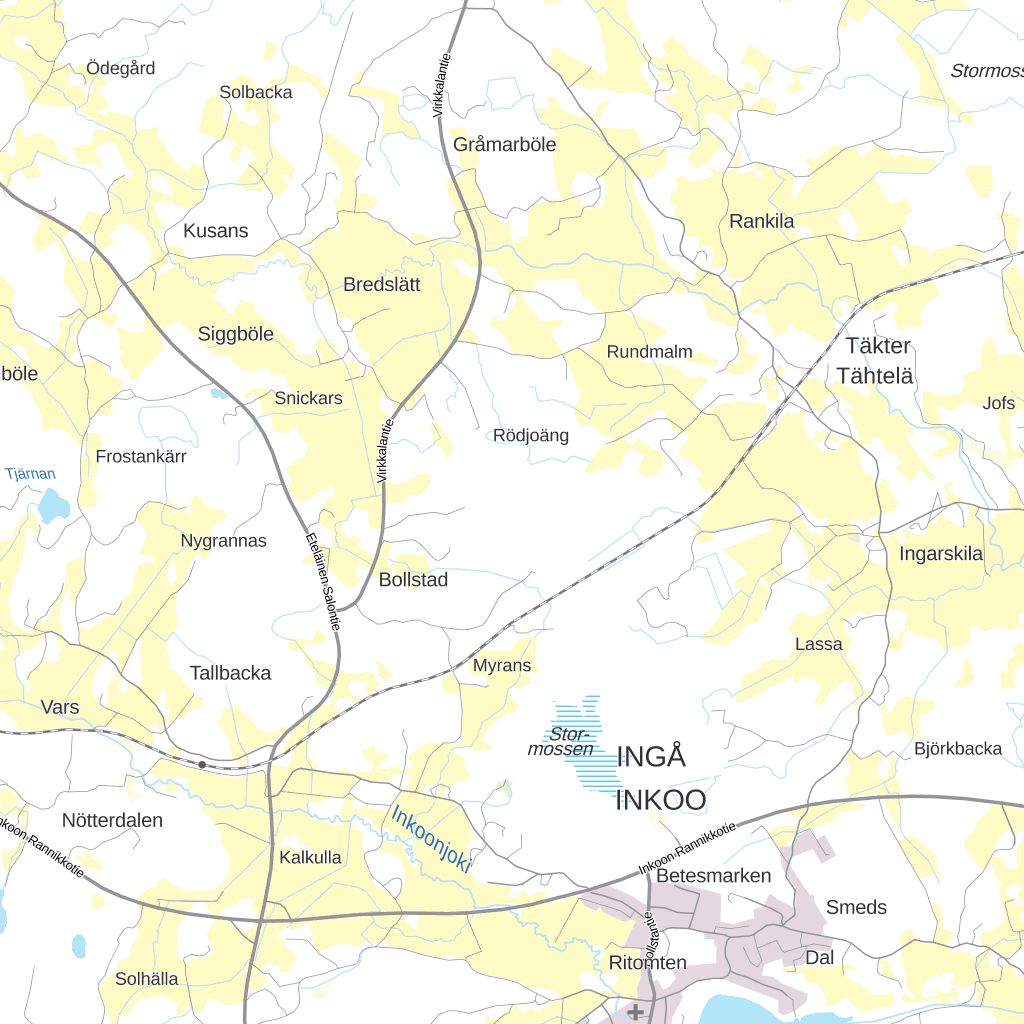 Ödegård
Solbacka
Virkkalantie
Stormoss
Gråmarböle
Kusans
Rankila
Bredslätt
Siggböle
Rundmalm
Täkter
Tähtelä
böle
Snickars
Jofs
Virkkalantie
Rödjoäng
Frostankärr
Tjärnan
Nygrannas
Eteläinen Salontie
Ingarskila
Bollstad
Lassa
Myrans
Tallbacka
Vars
Stor-
mossen
INGÅ
INKOO
Björkbacka
Nötterdalen
Inkoonjoki
Inkoon Rannikkotie
nkoon Rannikkotie
Kalkulla
Betesmarken
Smeds
ollstantie
Ritomten
Dal
Solhälla